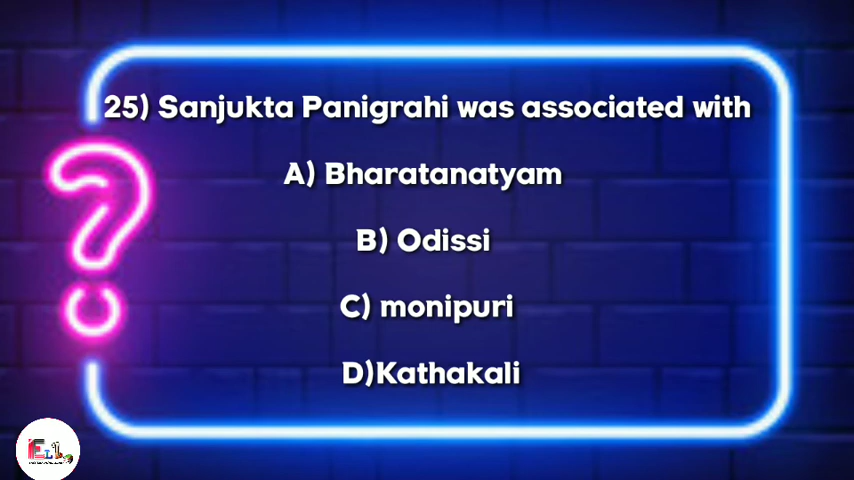 25) Sanjukta Panigrahi was associated with
A) Bharatanatyam
B) Odissi
C) monipuri
D)Kathakali